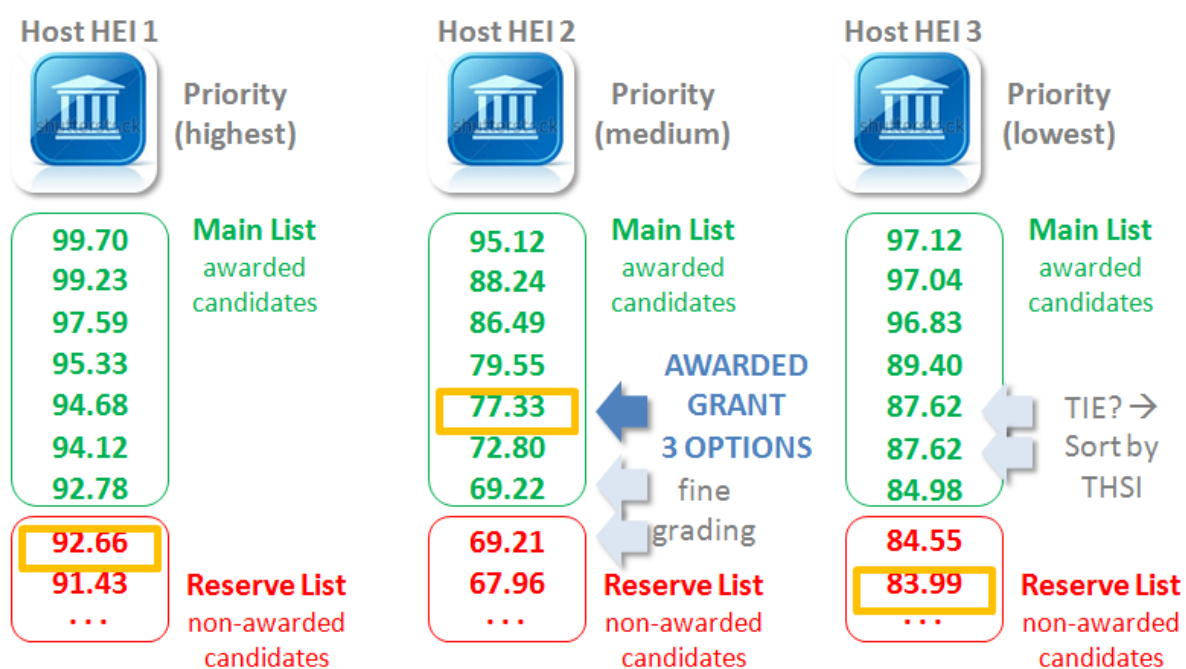 Host HEI 1
shutterstock
Priority
(highest)
99.70
99.23
97.59
95.33
94.68
94.12
92.78
Main List
awarded
candidates
92.66
91.43
...
Reserve List
non-awarded
candidates
Host HEI 2
shutterstock
Priority
(medium)
95.12
88.24
86.49
79.55
77.33
72.80
69.22
Main List
awarded
candidates
AWARDED
GRANT
3 OPTIONS
fine
grading
69.21
67.96
...
Reserve List
non-awarded
candidates
Host HEI 3
shutterstock
Priority
(lowest)
97.12
97.04
96.83
89.40
87.62
87.62
84.98
Main List
awarded
candidates
TIE? →
Sort by
THSI
84.55
83.99
...
Reserve List
non-awarded
candidates